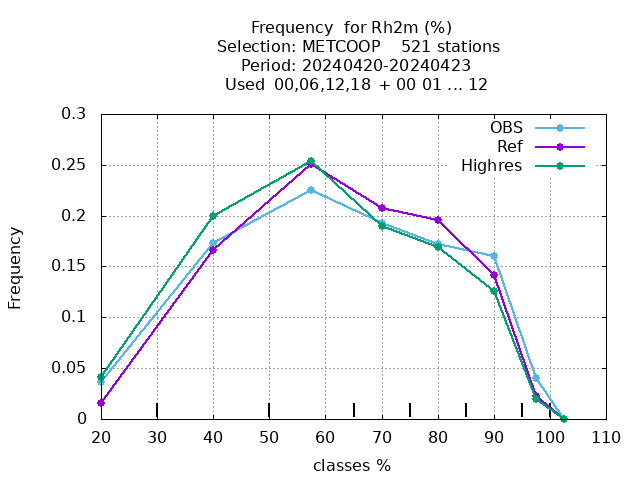 Frequency  for Rh2m (%)
Selection: METCOOP    521 stations
Period: 20240420-20240423
Used  00,06,12,18 + 00 01 ... 12
OBS
Ref
Highres
0.3
0.25
0.2
0.15
0.1
0.05
0
Frequency
20 30 40 50 60 70 80 90 100 110
classes %